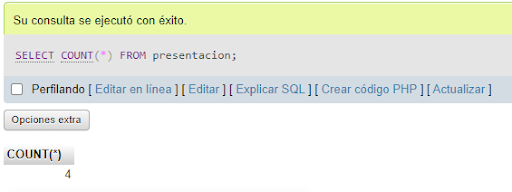 Su consulta se ejecutó con éxito.
SELECT COUNT(*) FROM presentacion;
Perfilando [ Editar en línea ] [ Editar ] [ Explicar SQL ] [ Crear código PHP ] [ Actualizar ]
Opciones extra
COUNT(*)
4